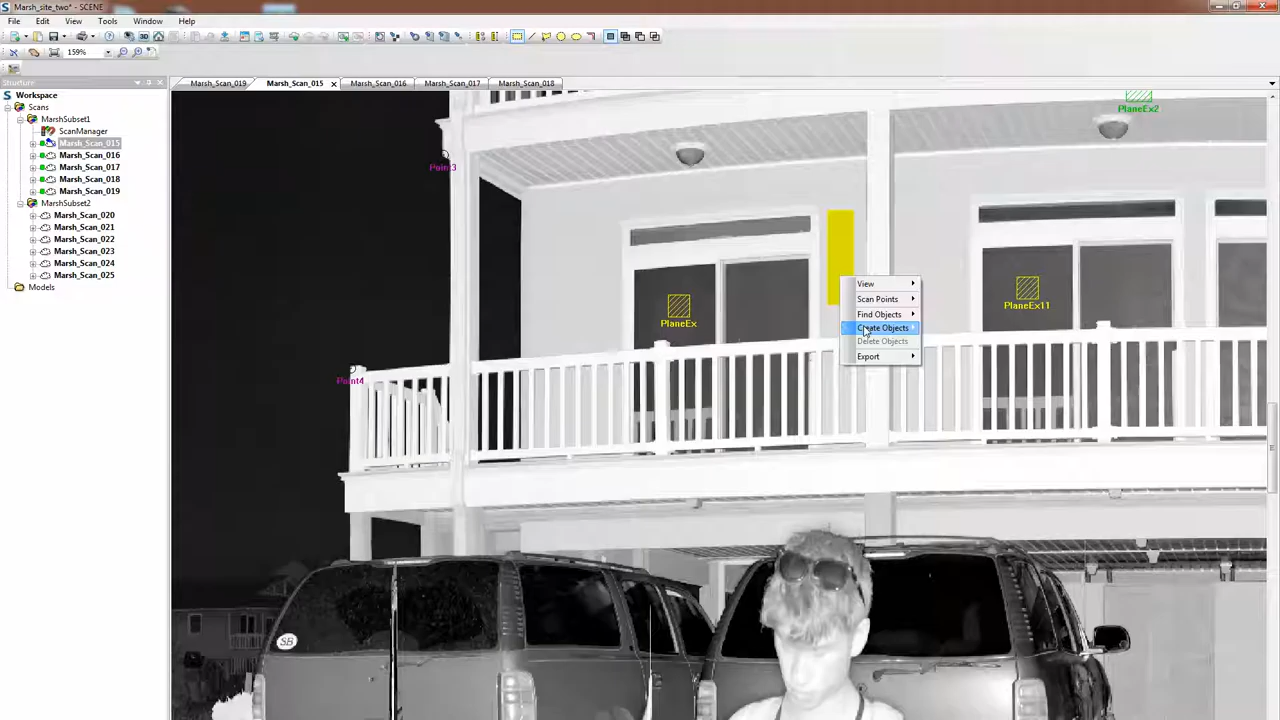 Marsh_site_two* - SCENE
File Edit View Tools Window Help
159%
Structure
Marsh_Scan_019 Marsh_Scan_015 Marsh_Scan_016 Marsh_Scan_017 Marsh_Scan_018
Workspace
Scans
MarshSubset1
ScanManager
Marsh_Scan_015
Marsh_Scan_016
Marsh_Scan_017
Marsh_Scan_018
Marsh_Scan_019
MarshSubset2
Marsh_Scan_020
Marsh_Scan_021
Marsh_Scan_022
Marsh_Scan_023
Marsh_Scan_024
Marsh_Scan_025
Models
PlaneEx2
Point3
PlaneEx
PlaneEx11
Point4
View
Scan Points
Find Objects
Create Objects
Delete Objects
Export
SB